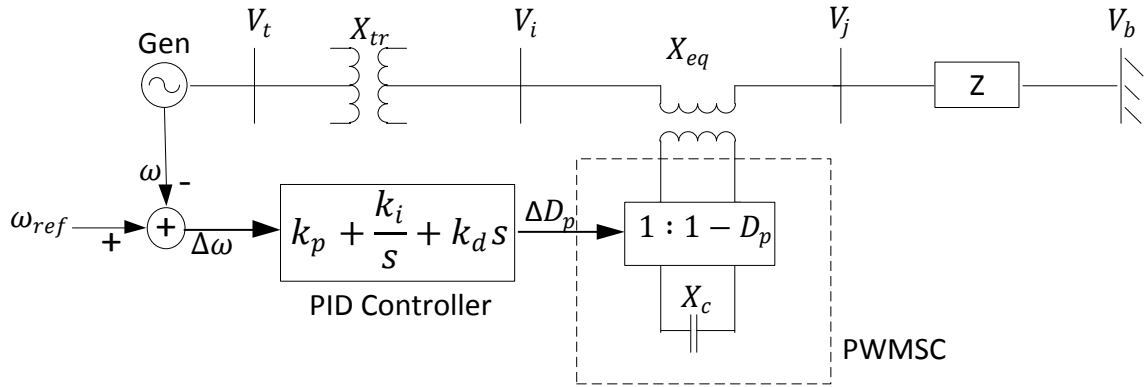 Gen
V_t
X_tr
V_i
X_eq
V_j
V_b
Z
ω
-
ω_ref
+
+
Δω
k_p + k_i/s + k_d s
ΔD_p
1 : 1 − D_p
PID Controller
X_c
PWMSC